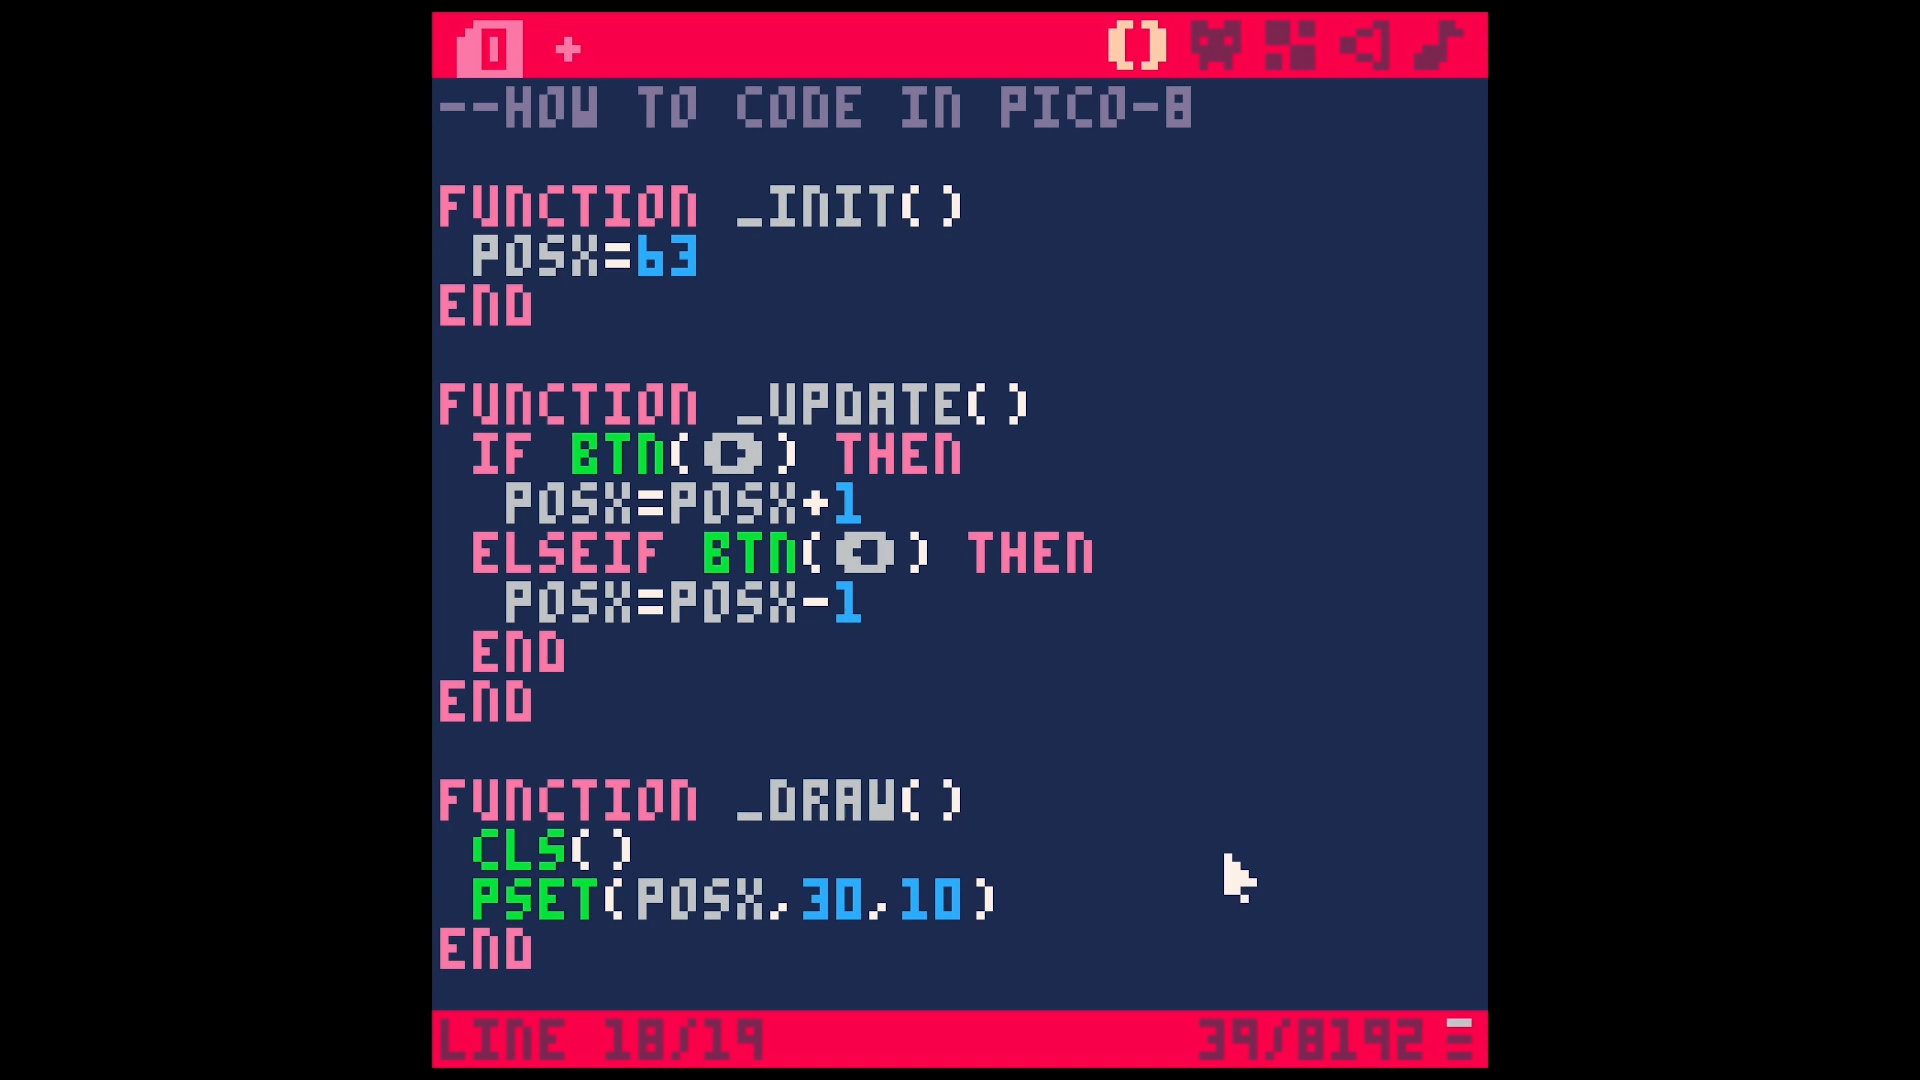 0 +
--HOW TO CODE IN PICO-8
FUNCTION _INIT()
 POSX=63
END
FUNCTION _UPDATE()
 IF BTN(➡️) THEN
  POSX=POSX+1
 ELSEIF BTN(⬅️) THEN
  POSX=POSX-1
 END
END
FUNCTION _DRAW()
 CLS()
 PSET(POSX,30,10)
END
LINE 18/19 39/8192